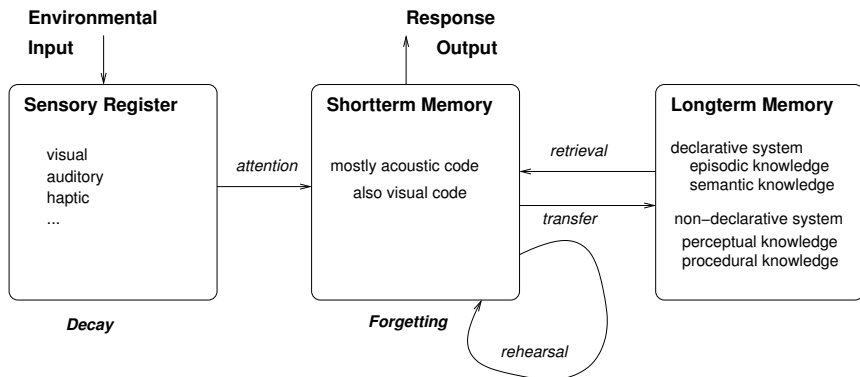 Environmental
Input
Response
Output
Sensory Register
visual
auditory
haptic
...
Decay
attention
Shortterm Memory
mostly acoustic code
also visual code
Forgetting
retrieval
transfer
rehearsal
Longterm Memory
declarative system
episodic knowledge
semantic knowledge
non−declarative system
perceptual knowledge
procedural knowledge